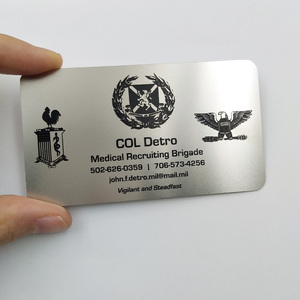 COL Detro
Medical Recruiting Brigade
502-626-0359 | 706-573-4256
john.f.detro.mil@mail.mil
Vigilant and Steadfast